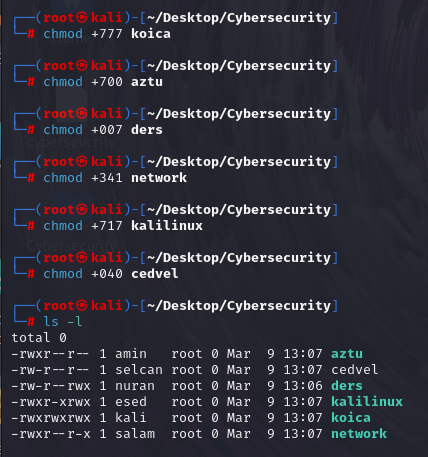 ┌──(root㉿kali)-[~/Desktop/Cybersecurity]
└─# chmod +777 koica
┌──(root㉿kali)-[~/Desktop/Cybersecurity]
└─# chmod +700 aztu
┌──(root㉿kali)-[~/Desktop/Cybersecurity]
└─# chmod +007 ders
┌──(root㉿kali)-[~/Desktop/Cybersecurity]
└─# chmod +341 network
┌──(root㉿kali)-[~/Desktop/Cybersecurity]
└─# chmod +717 kalilinux
┌──(root㉿kali)-[~/Desktop/Cybersecurity]
└─# chmod +040 cedvel
┌──(root㉿kali)-[~/Desktop/Cybersecurity]
└─# ls -l
total 0
-rwxr--r-- 1 amin   root 0 Mar  9 13:07 aztu
-rw-r--r-- 1 selcan root 0 Mar  9 13:07 cedvel
-rw-r--rwx 1 nuran  root 0 Mar  9 13:06 ders
-rwxr-xrwx 1 esed   root 0 Mar  9 13:07 kalilinux
-rwxrwxrwx 1 kali   root 0 Mar  9 13:07 koica
-rwxr--r-x 1 salam  root 0 Mar  9 13:07 network